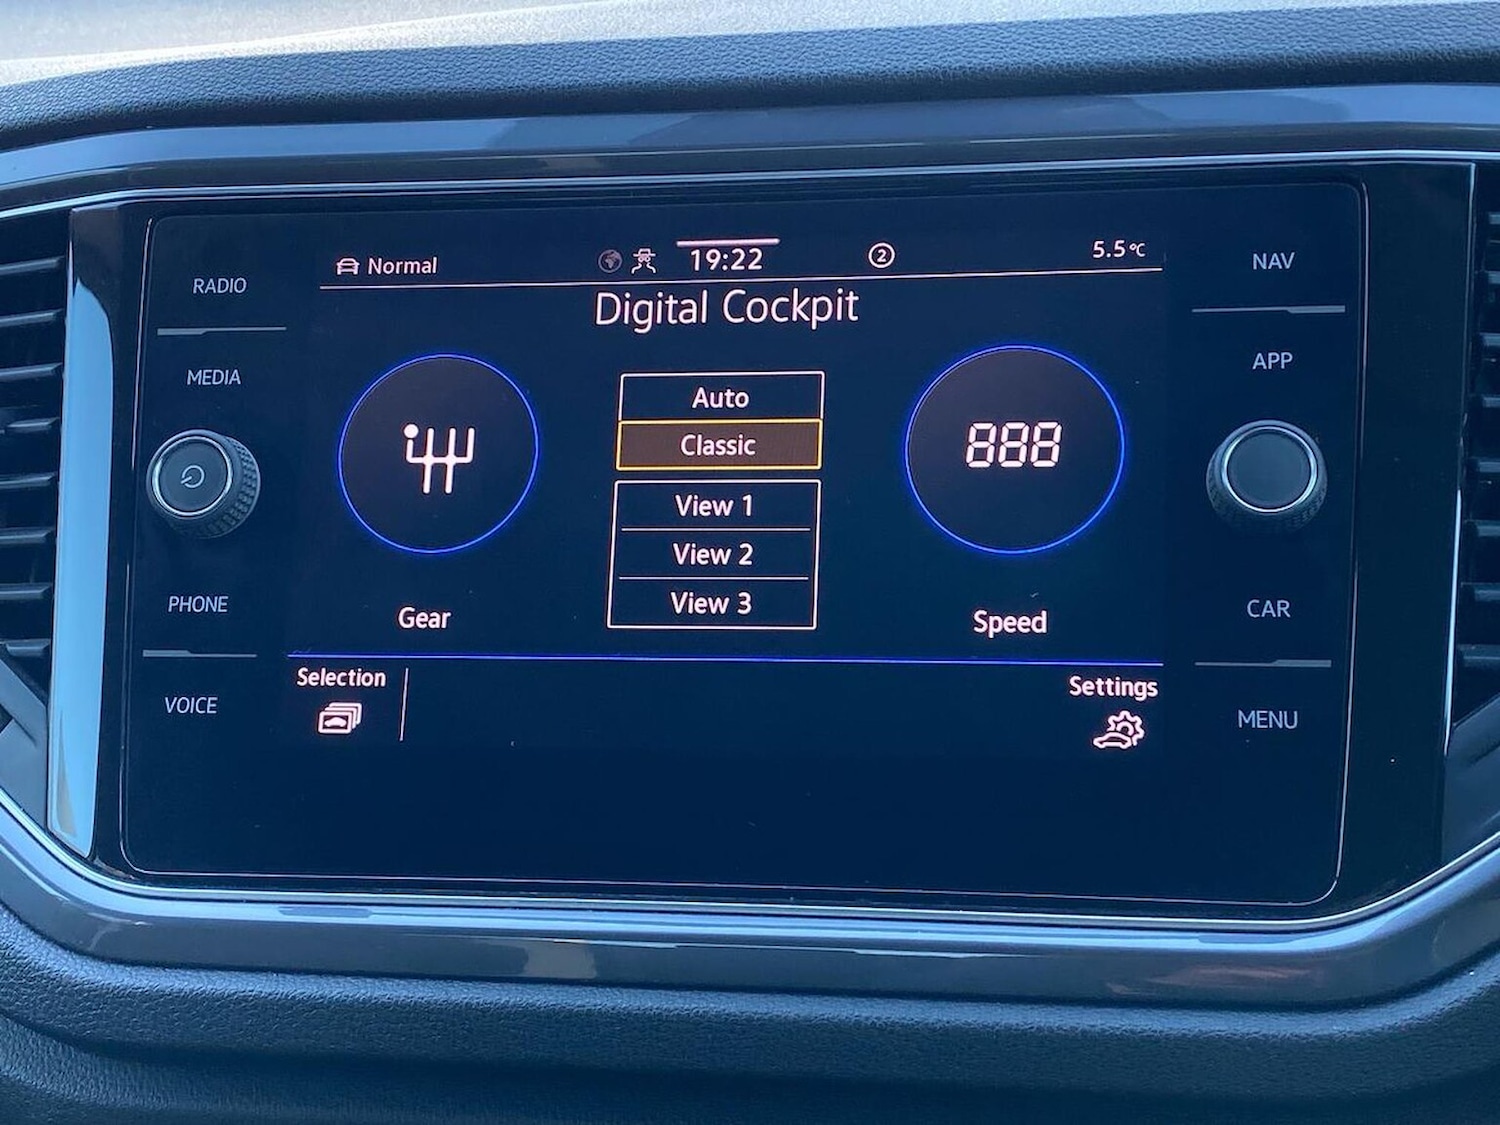 RADIO
MEDIA
PHONE
VOICE
Normal
19:22
2
5.5°C
Digital Cockpit
Auto
Classic
View 1
View 2
View 3
888
Gear
Speed
Selection
Settings
NAV
APP
CAR
MENU